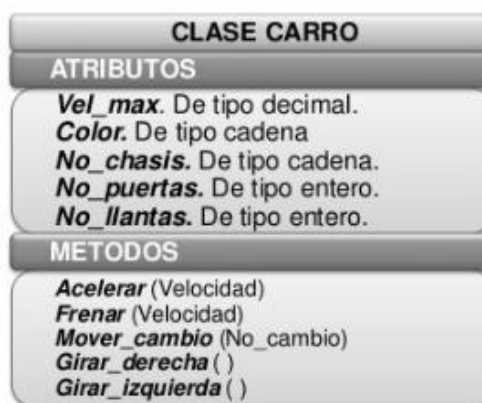 CLASE CARRO
ATRIBUTOS
Vel_max. De tipo decimal.
Color. De tipo cadena
No_chasis. De tipo cadena.
No_puertas. De tipo entero.
No_llantas. De tipo entero.
METODOS
Acelerar (Velocidad)
Frenar (Velocidad)
Mover_cambio (No_cambio)
Girar_derecha ( )
Girar_izquierda ( )